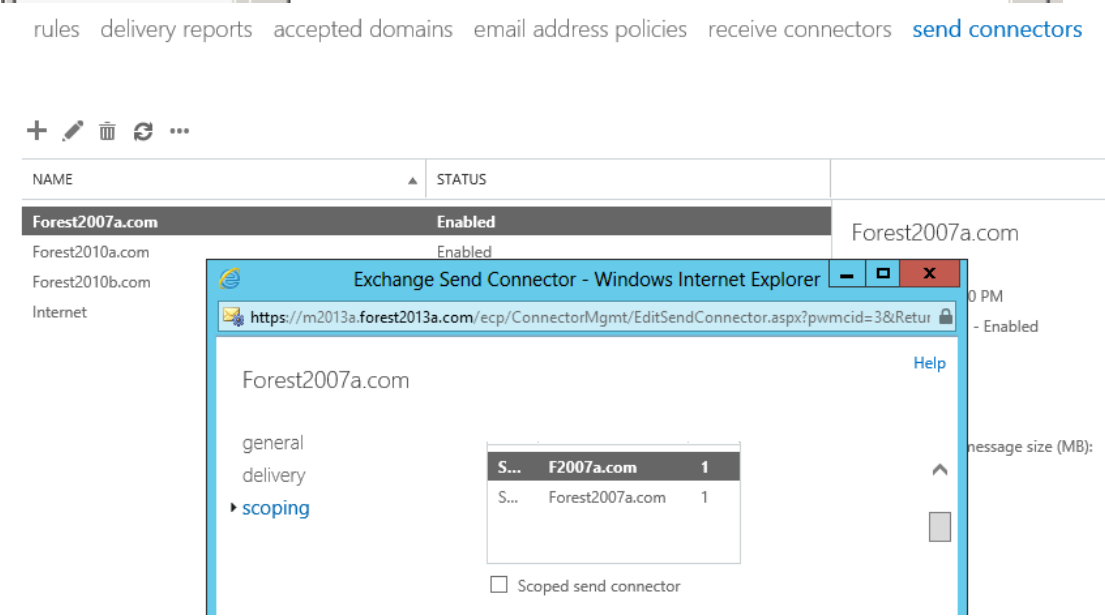 rules delivery reports accepted domains email address policies receive connectors send connectors
NAME STATUS
Forest2007a.com Enabled
Forest2007a.com
Forest2010a.com Enabled
Forest2010b.com
Internet
Exchange Send Connector - Windows Internet Explorer
0 PM
https://m2013a.forest2013a.com/ecp/ConnectorMgmt/EditSendConnector.aspx?pwmcid=3&Retur
- Enabled
Help
Forest2007a.com
general
delivery
scoping
S... F2007a.com 1
S... Forest2007a.com 1
Scoped send connector
message size (MB):